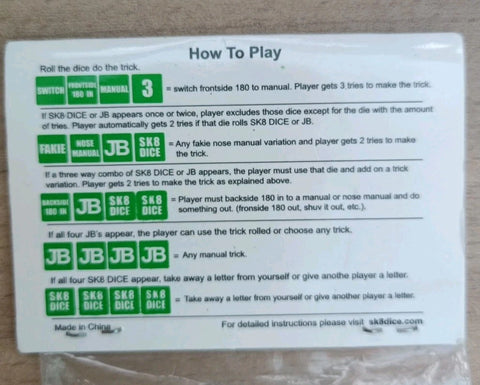 How To Play
Roll the dice do the trick.
SWITCH FRONTSIDE 180 IN MANUAL 3 = switch frontside 180 to manual. Player gets 3 tries to make the trick.
If SK8 DICE or JB appears once or twice, player excludes those dice except for the die with the amount
of tries. Player automatically gets 2 tries if that die rolls SK8 DICE or JB.
FAKIE NOSE MANUAL JB SK8 DICE = Any fakie nose manual variation and player gets 2 tries to make
the trick.
If a three way combo of SK8 DICE or JB appears, the player must use that die and add on a trick
variation. Player gets 2 tries to make the trick as explained above.
BACKSIDE 180 IN JB SK8 DICE SK8 DICE = Player must backside 180 in to a manual or nose manual and do
something out. (fronside 180 out, shuv it out, etc.).
If all four JB's appear, the player can use the trick rolled or choose any trick.
JB JB JB JB = Any manual trick.
If all four SK8 DICE appear, take away a letter from yourself or give anothe player a letter.
SK8 DICE SK8 DICE SK8 DICE SK8 DICE = Take away a letter from yourself or give another player a letter.
Made in China
For detailed instructions please visit sk8dice.com